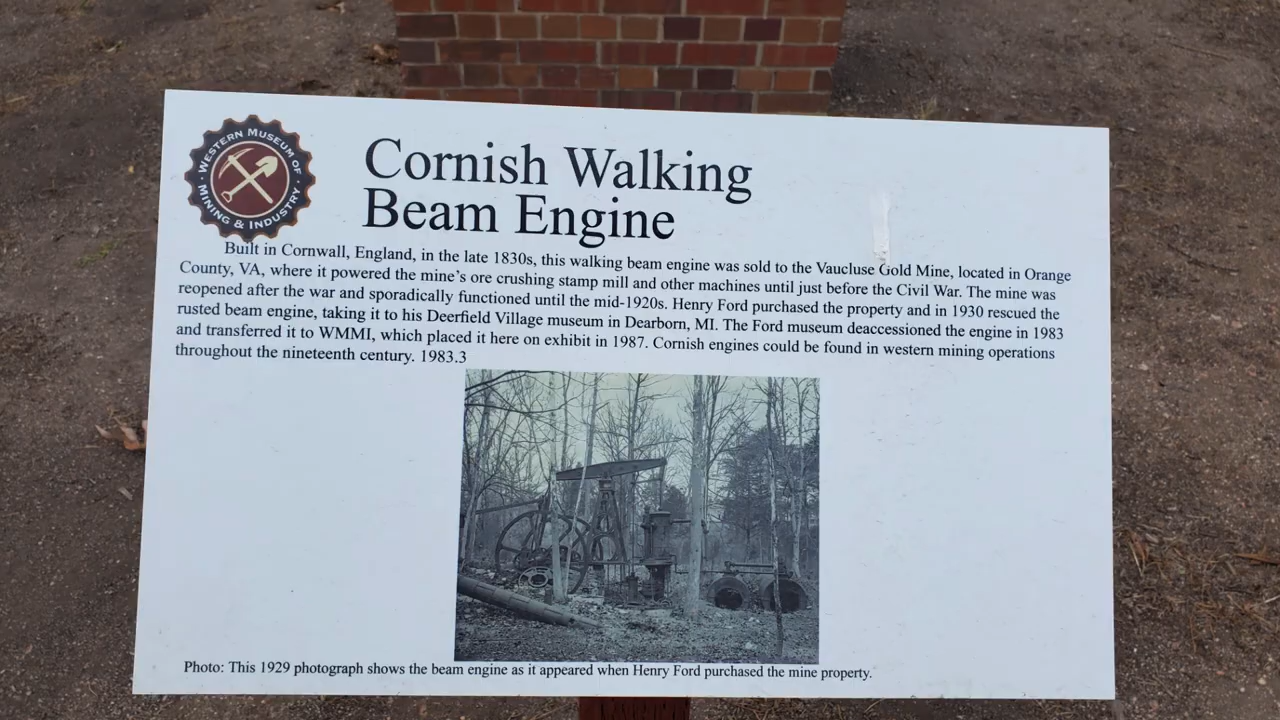 WESTERN MUSEUM OF
MINING & INDUSTRY
Cornish Walking
Beam Engine
Built in Cornwall, England, in the late 1830s, this walking beam engine was sold to the Vaucluse Gold Mine, located in Orange
County, VA, where it powered the mine's ore crushing stamp mill and other machines until just before the Civil War. The mine was
reopened after the war and sporadically functioned until the mid-1920s. Henry Ford purchased the property and in 1930 rescued the
rusted beam engine, taking it to his Deerfield Village museum in Dearborn, MI. The Ford museum deaccessioned the engine in 1983
and transferred it to WMMI, which placed it here on exhibit in 1987. Cornish engines could be found in western mining operations
throughout the nineteenth century. 1983.3
Photo: This 1929 photograph shows the beam engine as it appeared when Henry Ford purchased the mine property.